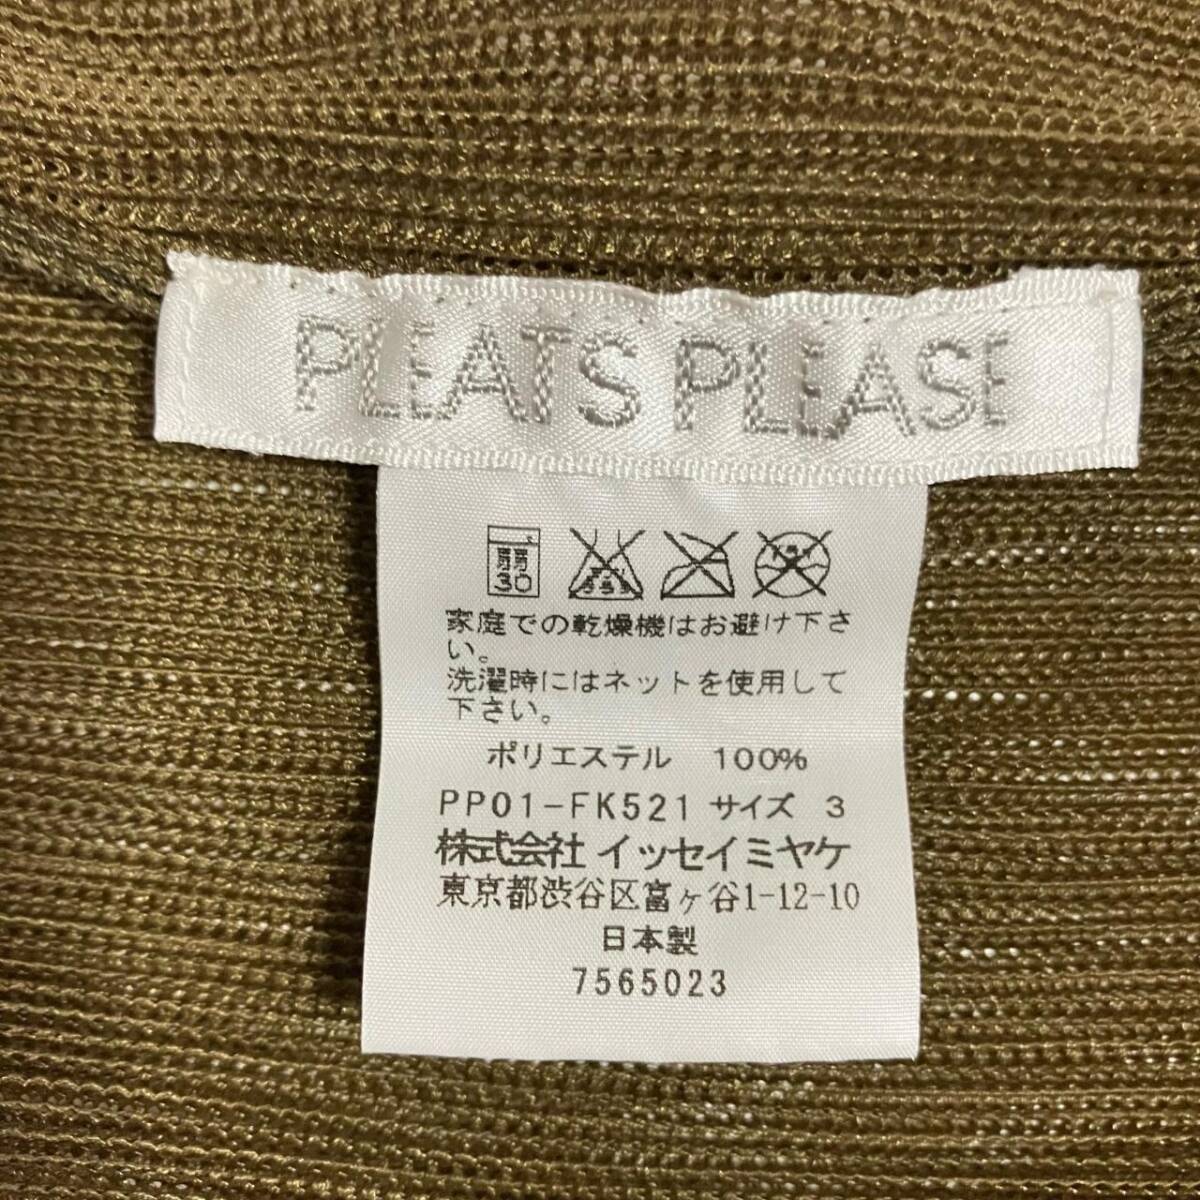 PLEATS PLEASE
弱
30
家庭での乾燥機はお避け下さ
い。
洗濯時にはネットを使用して
下さい。
ポリエステル 100%
PP01-FK521 サイズ 3
株式会社 イッセイミヤケ
東京都渋谷区富ヶ谷1-12-10
日本製
7565023